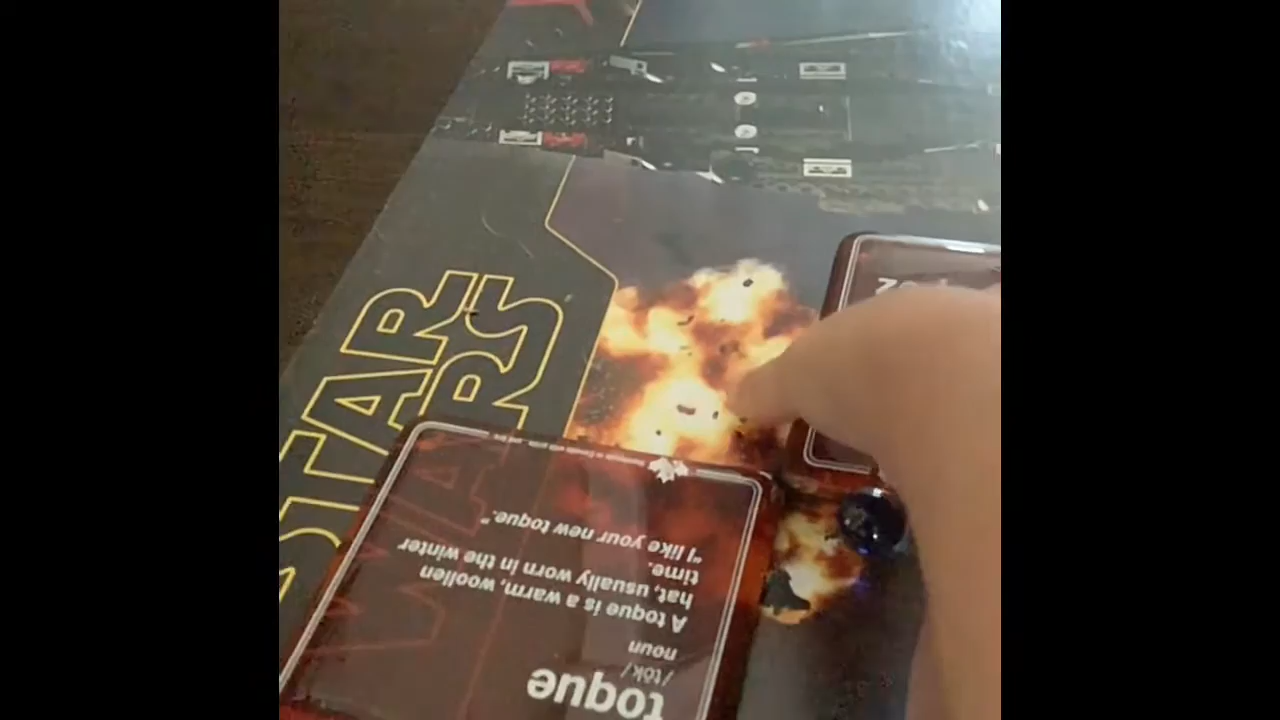 STAR
WARS
toque
/tōk/
noun
A toque is a warm, woollen
hat, usually worn in the winter
time.
"I like your new toque."